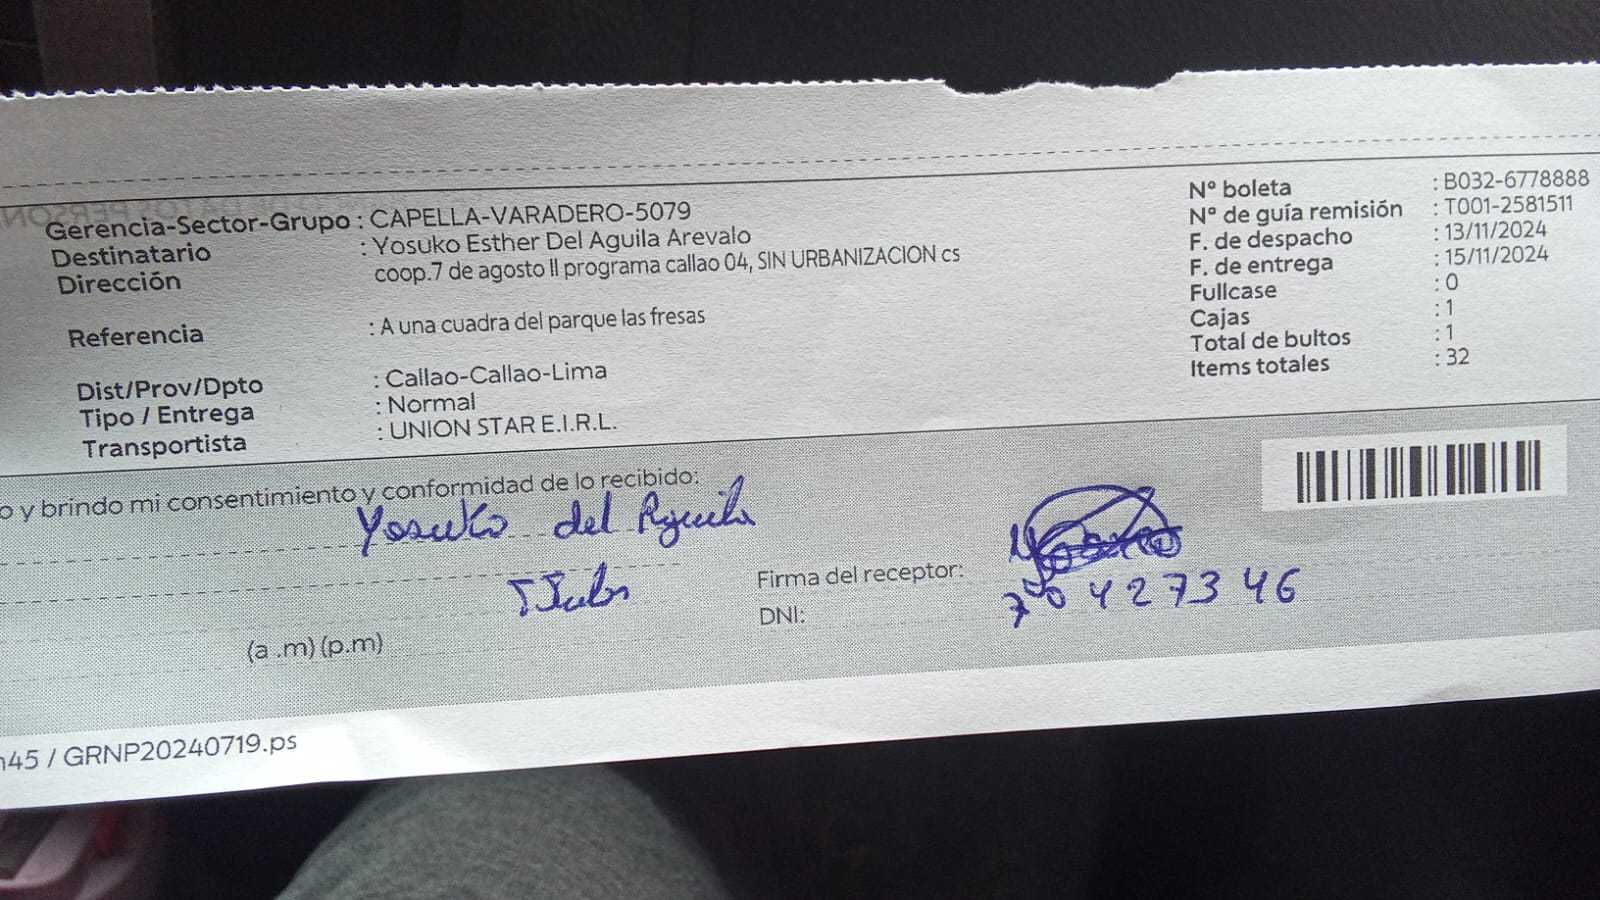 Gerencia-Sector-Grupo : CAPELLA-VARADERO-5079
Destinatario : Yosuko Esther Del Aguila Arevalo
Dirección coop.7 de agosto II programa callao 04, SIN URBANIZACION cs
Referencia : A una cuadra del parque las fresas
Dist/Prov/Dpto : Callao-Callao-Lima
Tipo / Entrega : Normal
Transportista : UNION STAR E.I.R.L.
Nº boleta : B032-6778888
Nº de guía remisión : T001-2581511
F. de despacho : 13/11/2024
F. de entrega : 15/11/2024
Fullcase : 0
Cajas : 1
Total de bultos : 1
Items totales : 32
o y brindo mi consentimiento y conformidad de lo recibido:
Yosuko del Aguila
Firma del receptor:
DNI: 70427346
(a .m) (p.m)
45 / GRNP20240719.ps